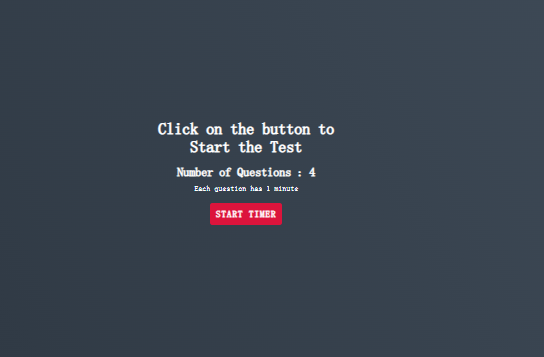 Click on the button to
Start the Test
Number of Questions : 4
Each question has 1 minute
START TIMER